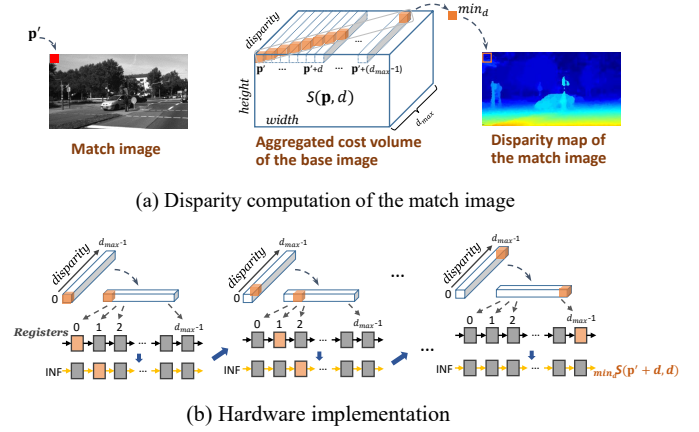 p′
min_d
disparity
p′ ... p′+d ... p′+(d_max-1)
height
S(p, d)
width
d_max
Match image
Aggregated cost volume
of the base image
Disparity map of
the match image
(a) Disparity computation of the match image
d_max-1 d_max-1 d_max-1
disparity disparity disparity
...
0 0 0
0 1 2 d_max-1 0 1 2 d_max-1 0 1 2 d_max-1
Registers ... ... ...
...
INF ... INF ... INF ... min_d S(p′ + d, d)
(b) Hardware implementation